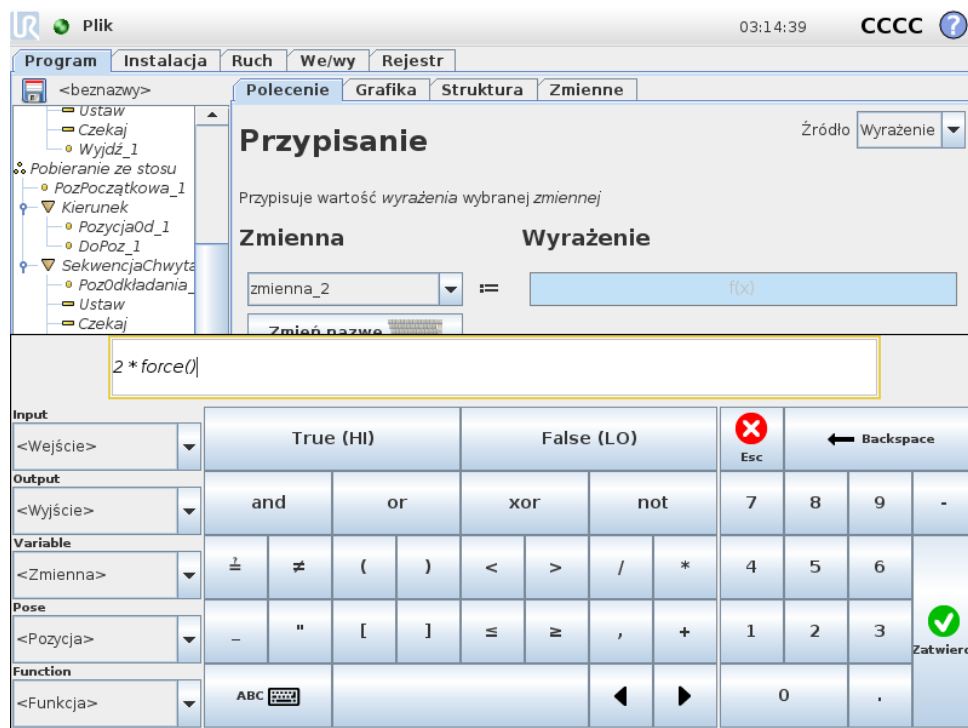 UR Plik 03:14:39 CCCC ?
Program Instalacja Ruch We/wy Rejestr
<beznazwy> Polecenie Grafika Struktura Zmienne
Ustaw
Czekaj
Wyjdź_1
Pobieranie ze stosu
PozPoczątkowa_1
Kierunek
PozycjaOd_1
DoPoz_1
SekwencjaChwyta
PozOdkładania_
Ustaw
Czekaj
Przypisanie
Źródło Wyrażenie
Przypisuje wartość wyrażenia wybranej zmiennej
Zmienna Wyrażenie
zmienna_2 := f(x)
Zmień nazwę
2 * force()
Input
<Wejście>
Output
<Wyjście>
Variable
<Zmienna>
Pose
<Pozycja>
Function
<Funkcja>
True (HI) False (LO) Esc Backspace
and or xor not 7 8 9 -
≟ ≠ ( ) < > / * 4 5 6
_ " [ ] ≤ ≥ , + 1 2 3
Zatwierd
ABC 0 .